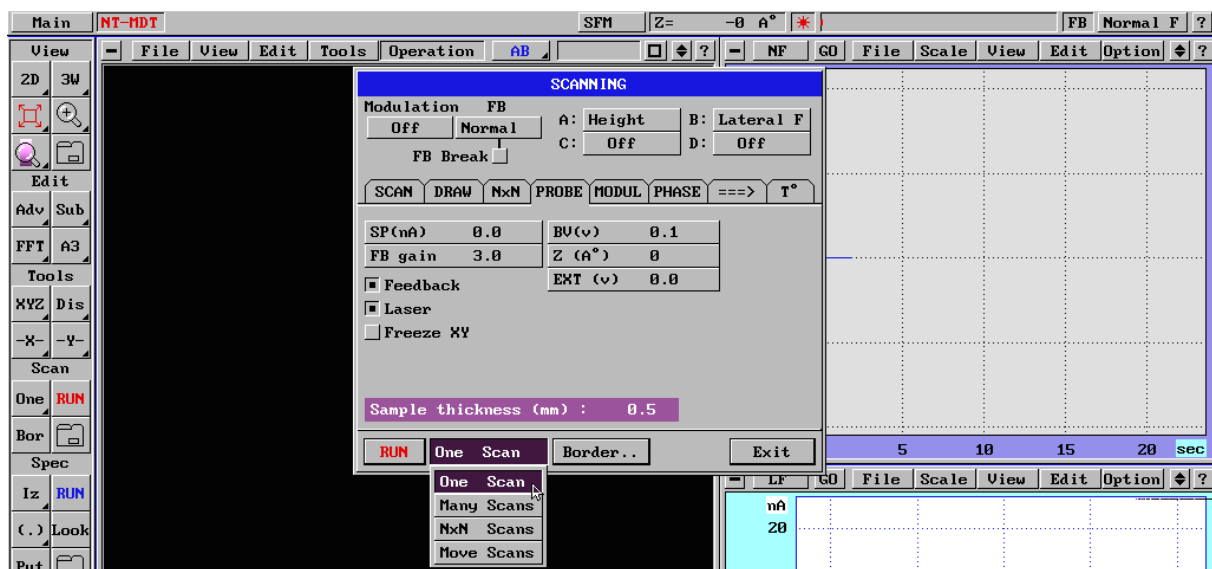 Main NT-MDT SFM Z= -0 A° FB Normal F ?
View File View Edit Tools Operation AB ? NF GO File Scale View Edit Option ?
2D 3W
SCANNING
Modulation FB
Off Normal A: Height B: Lateral F
FB Break C: Off D: Off
Edit
SCAN DRAW NxN PROBE MODUL PHASE ===> T°
Adv Sub
SP(nA) 0.0 BV(v) 0.1
FFT A3
FB gain 3.0 Z (A°) 0
Tools
Feedback EXT (v) 0.0
XYZ Dis
Laser
Freeze XY
-X- -Y-
Scan
One RUN
Sample thickness (mm) : 0.5
Bor
RUN One Scan Border.. Exit
5 10 15 20 sec
Spec
One Scan
LF GO File Scale View Edit Option ?
Iz RUN
Many Scans
nA
(.) Look
NxN Scans
20
Move Scans
Put